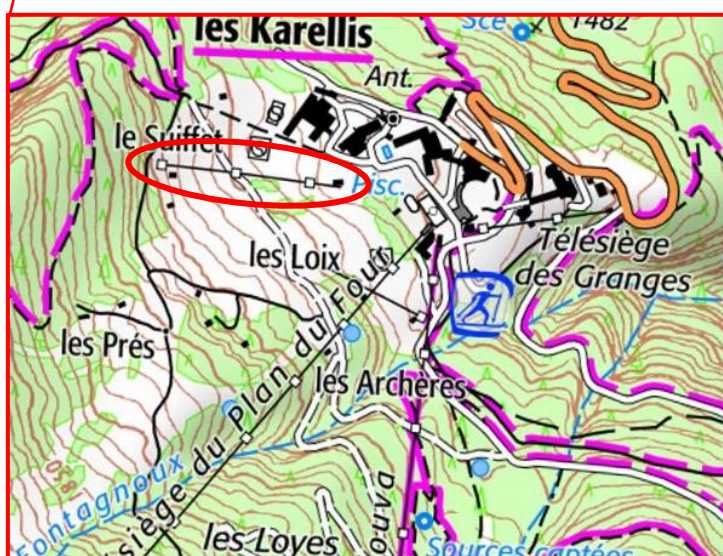 les Karellis
Sce
1482
Ant.
le Suiffet
Pisc.
les Loix
Télésiège
des Granges
les Prés
les Archères
siège du Plan du Four
Fontagnoux
les Loyes
ouva
Sources captées